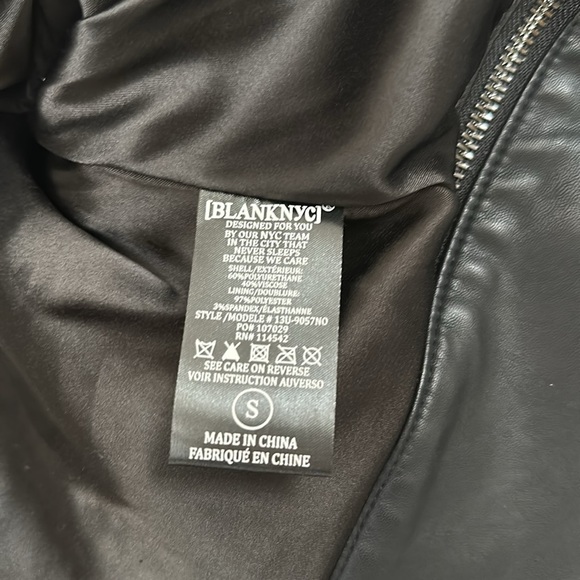 [BLANKNYC]®
DESIGNED FOR YOU
BY OUR NYC TEAM
IN THE CITY THAT
NEVER SLEEPS
BECAUSE WE CARE
SHELL/EXTÉRIEUR:
60%POLYURETHANE
40%VISCOSE
LINING/DOUBLURE:
97%POLYESTER
3%SPANDEX/ÉLASTHANNE
STYLE/MODELE # 13U-9057NO
PO# 107029
RN# 114542
SEE CARE ON REVERSE
VOIR INSTRUCTION AUVERSO
S
MADE IN CHINA
FABRIQUÉ EN CHINE